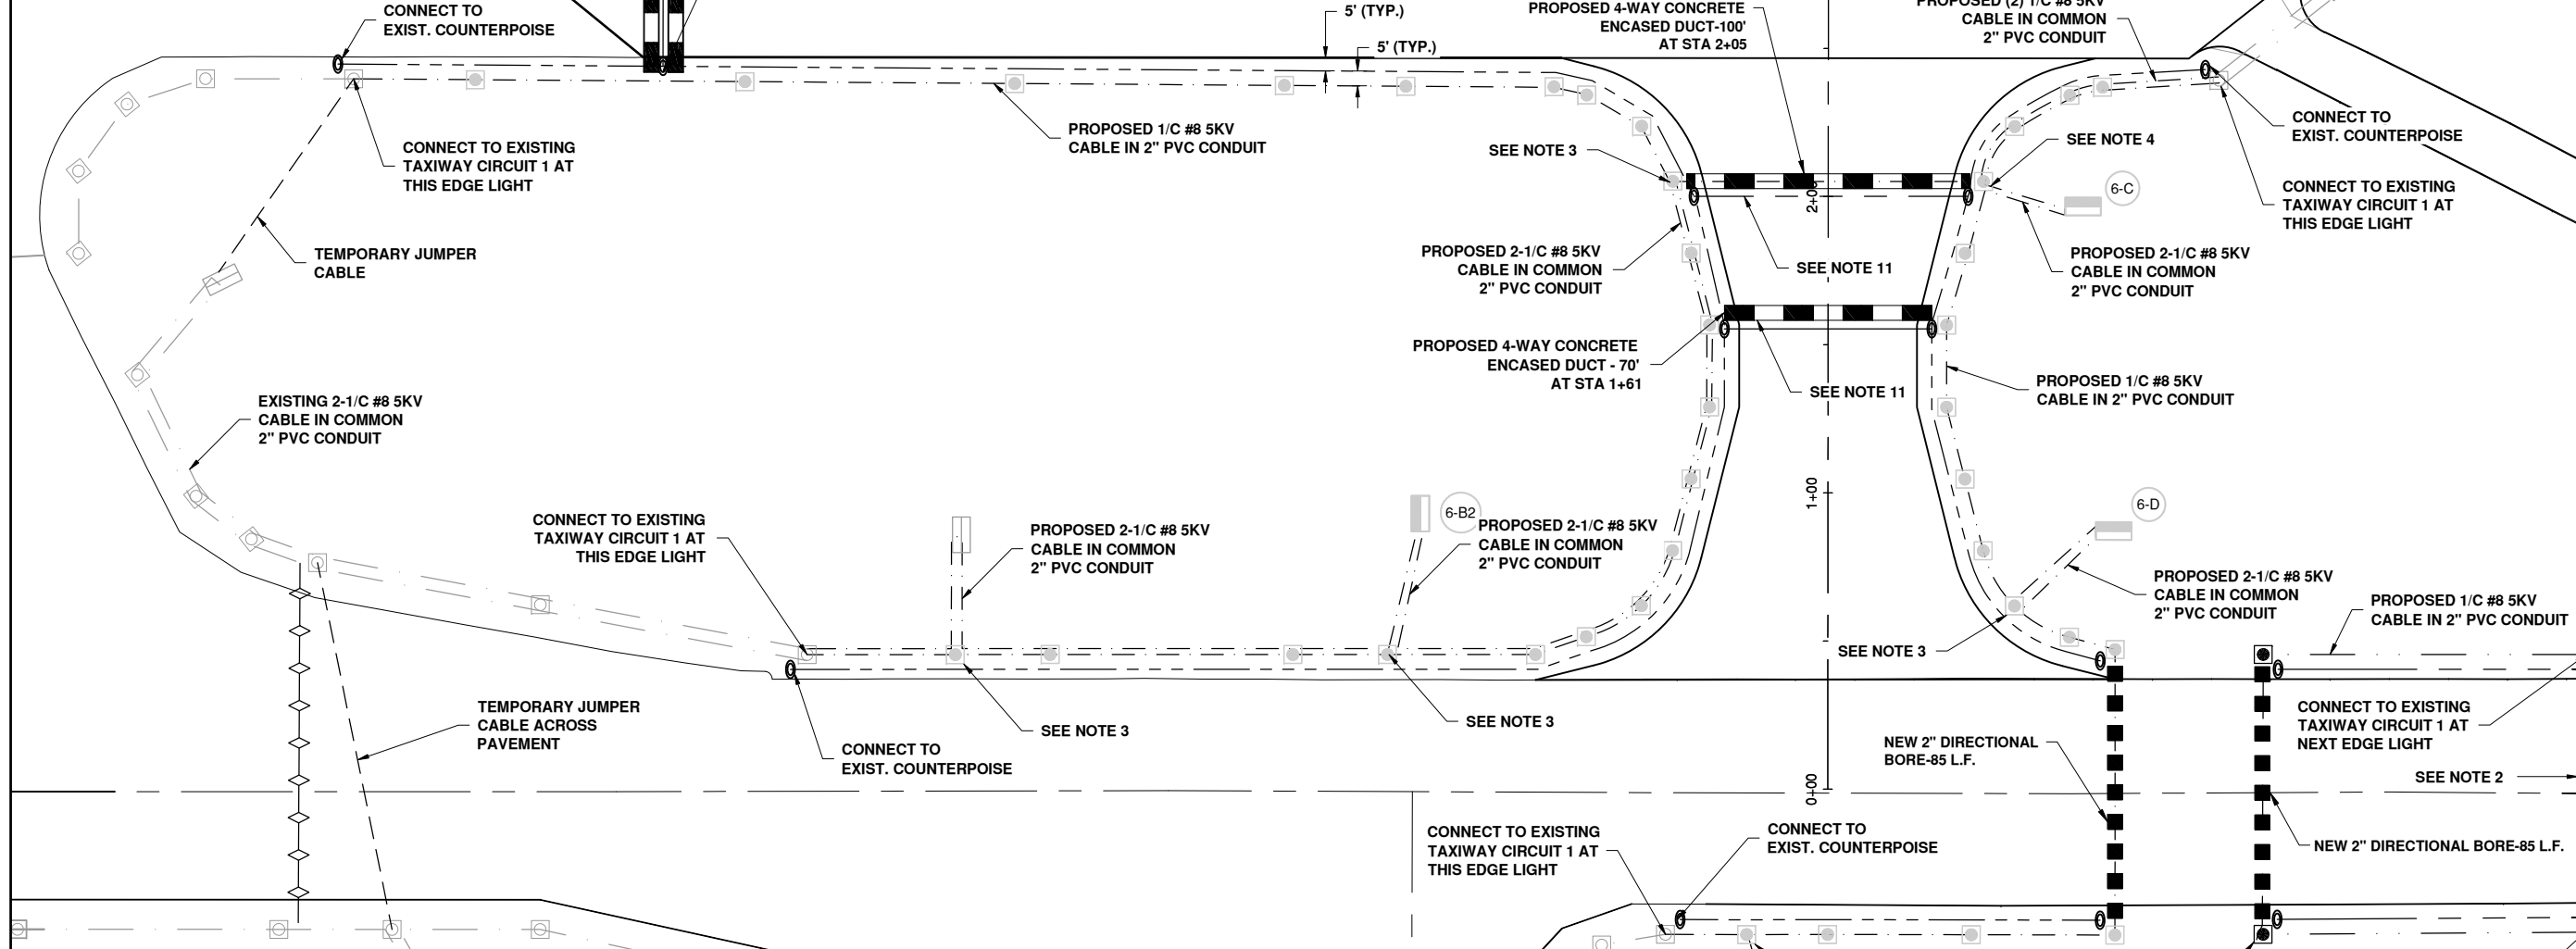 CONNECT TO
EXIST. COUNTERPOISE
5' (TYP.)
5' (TYP.)
PROPOSED 4-WAY CONCRETE
ENCASED DUCT-100'
AT STA 2+05
PROPOSED (2) 1/C #8 5KV
CABLE IN COMMON
2" PVC CONDUIT
CONNECT TO EXISTING
TAXIWAY CIRCUIT 1 AT
THIS EDGE LIGHT
PROPOSED 1/C #8 5KV
CABLE IN 2" PVC CONDUIT
SEE NOTE 3
SEE NOTE 4
CONNECT TO
EXIST. COUNTERPOISE
6-C
CONNECT TO EXISTING
TAXIWAY CIRCUIT 1 AT
THIS EDGE LIGHT
2+00
TEMPORARY JUMPER
CABLE
PROPOSED 2-1/C #8 5KV
CABLE IN COMMON
2" PVC CONDUIT
SEE NOTE 11
PROPOSED 2-1/C #8 5KV
CABLE IN COMMON
2" PVC CONDUIT
PROPOSED 4-WAY CONCRETE
ENCASED DUCT - 70'
AT STA 1+61
SEE NOTE 11
PROPOSED 1/C #8 5KV
CABLE IN 2" PVC CONDUIT
EXISTING 2-1/C #8 5KV
CABLE IN COMMON
2" PVC CONDUIT
1+00
CONNECT TO EXISTING
TAXIWAY CIRCUIT 1 AT
THIS EDGE LIGHT
PROPOSED 2-1/C #8 5KV
CABLE IN COMMON
2" PVC CONDUIT
6-B2
PROPOSED 2-1/C #8 5KV
CABLE IN COMMON
2" PVC CONDUIT
6-D
PROPOSED 2-1/C #8 5KV
CABLE IN COMMON
2" PVC CONDUIT
PROPOSED 1/C #8 5KV
CABLE IN 2" PVC CONDUIT
SEE NOTE 3
TEMPORARY JUMPER
CABLE ACROSS
PAVEMENT
SEE NOTE 3
SEE NOTE 3
CONNECT TO
EXIST. COUNTERPOISE
NEW 2" DIRECTIONAL
BORE-85 L.F.
CONNECT TO EXISTING
TAXIWAY CIRCUIT 1 AT
NEXT EDGE LIGHT
SEE NOTE 2
0+00
CONNECT TO EXISTING
TAXIWAY CIRCUIT 1 AT
THIS EDGE LIGHT
CONNECT TO
EXIST. COUNTERPOISE
NEW 2" DIRECTIONAL BORE-85 L.F.